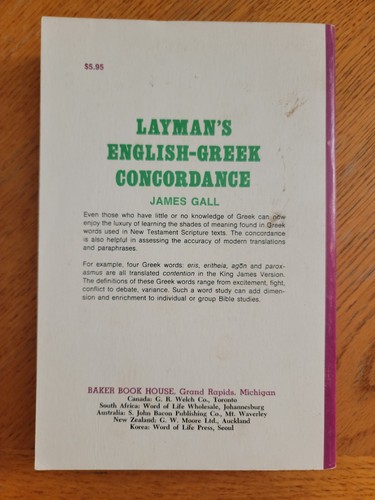 $5.95
LAYMAN'S
ENGLISH-GREEK
CONCORDANCE
JAMES GALL
Even those who have little or no knowledge of Greek can now
enjoy the luxury of learning the shades of meaning found in Greek
words used in New Testament Scripture texts. The concordance
is also helpful in assessing the accuracy of modern translations
and paraphrases.
For example, four Greek words: eris, eritheia, agōn and parox-
asmus are all translated contention in the King James Version.
The definitions of these Greek words range from excitement, fight,
conflict to debate, variance. Such a word study can add dimen-
sion and enrichment to individual or group Bible studies.
BAKER BOOK HOUSE, Grand Rapids, Michigan
Canada: G. R. Welch Co., Toronto
South Africa: Word of Life Wholesale, Johannesburg
Australia: S. John Bacon Publishing Co., Mt. Waverley
New Zealand: G. W. Moore Ltd., Auckland
Korea: Word of Life Press, Seoul